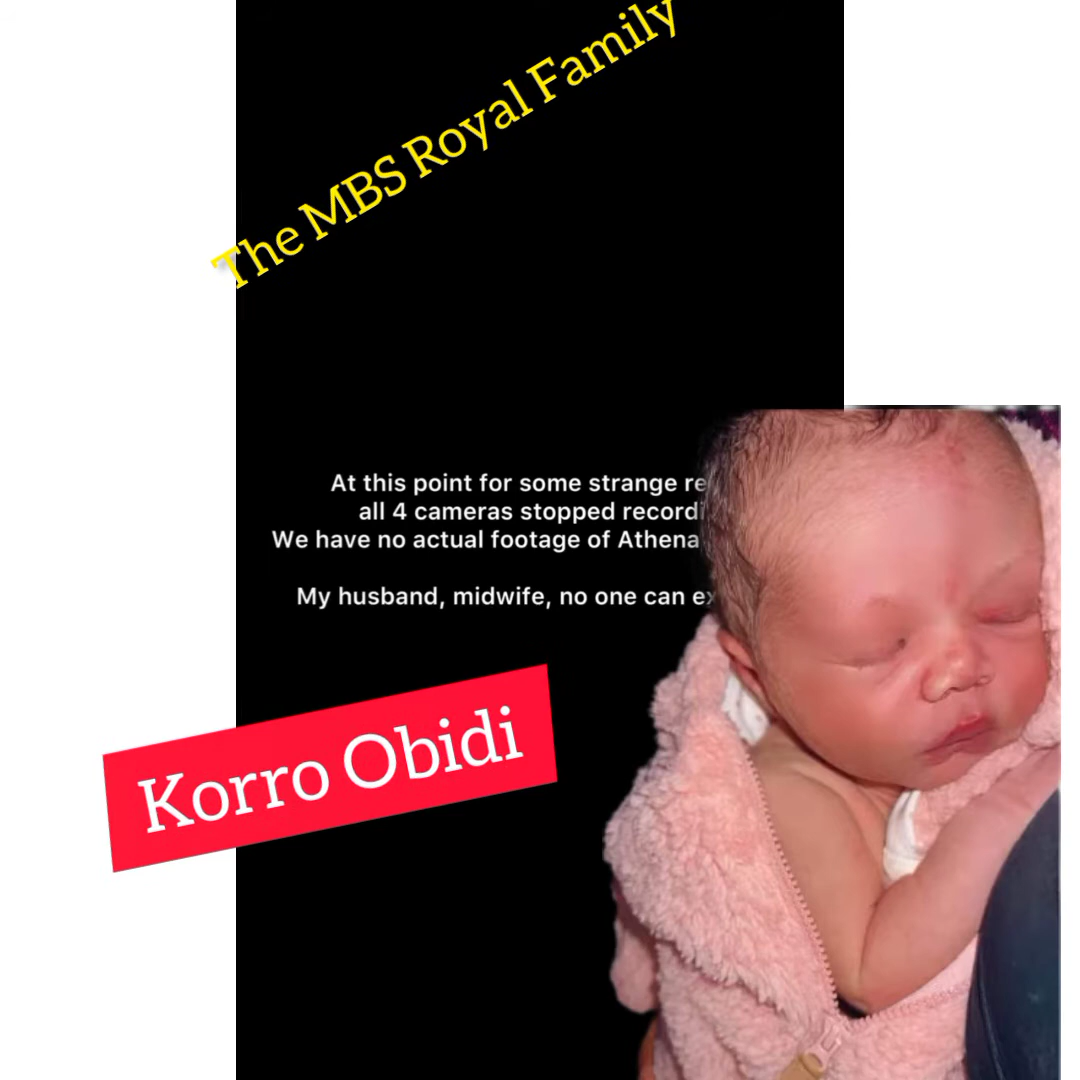 The MBS Royal Family
At this point for some strange
all 4 cameras stopped
We have no actual footage of Athena
My husband, midwife, no one can
Korro Obidi